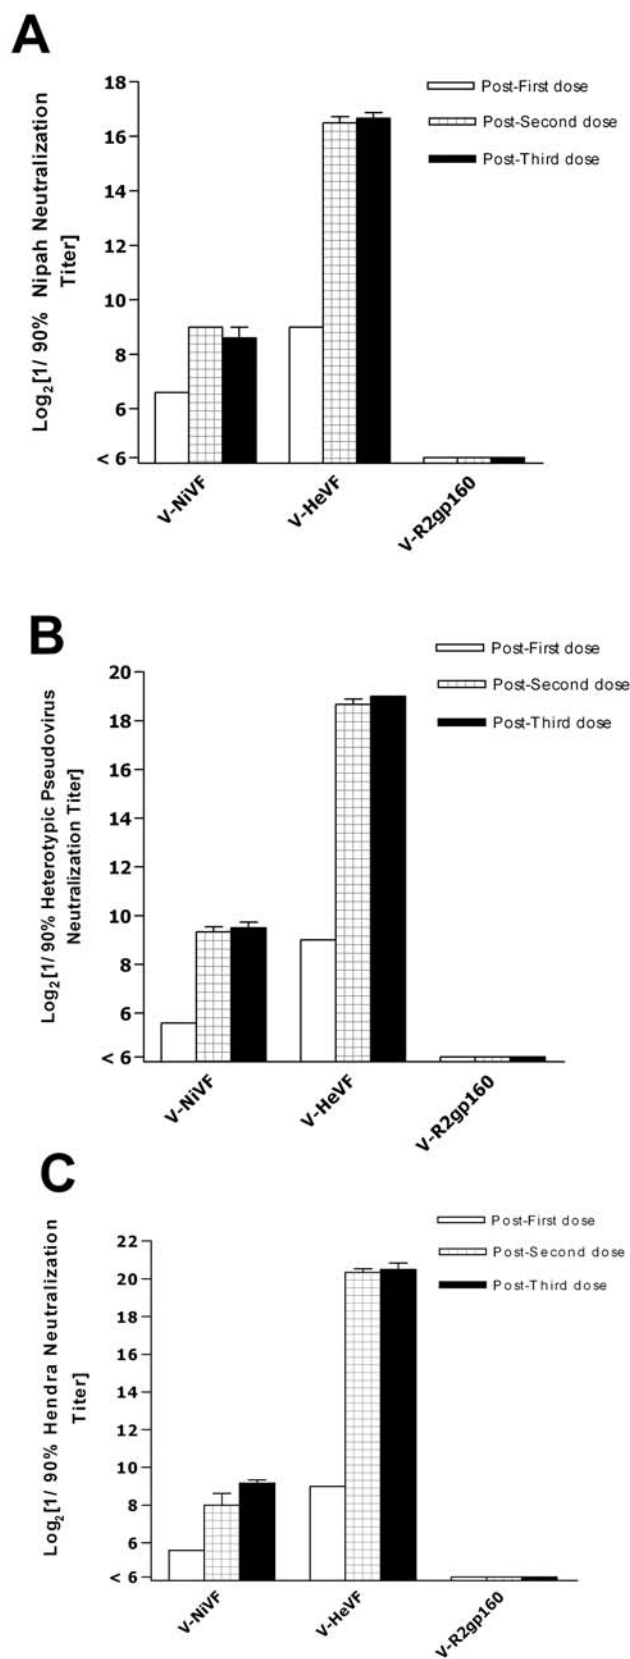 A
Log2[1/ 90% Nipah Neutralization
Titer]
18
16
14
12
10
8
6
< 6
Post-First dose
Post-Second dose
Post-Third dose
V-NiVF
V-HeVF
V-R2gp160
B
Log2[1/ 90% Heterotypic Pseudovirus
Neutralization Titer]
20
18
16
14
12
10
8
6
< 6
Post-First dose
Post-Second dose
Post-Third dose
V-NiVF
V-HeVF
V-R2gp160
C
Log2[1/ 90% Hendra Neutralization
Titer]
22
20
18
16
14
12
10
8
6
< 6
Post-First dose
Post-Second dose
Post-Third dose
V-NiVF
V-HeVF
V-R2gp160